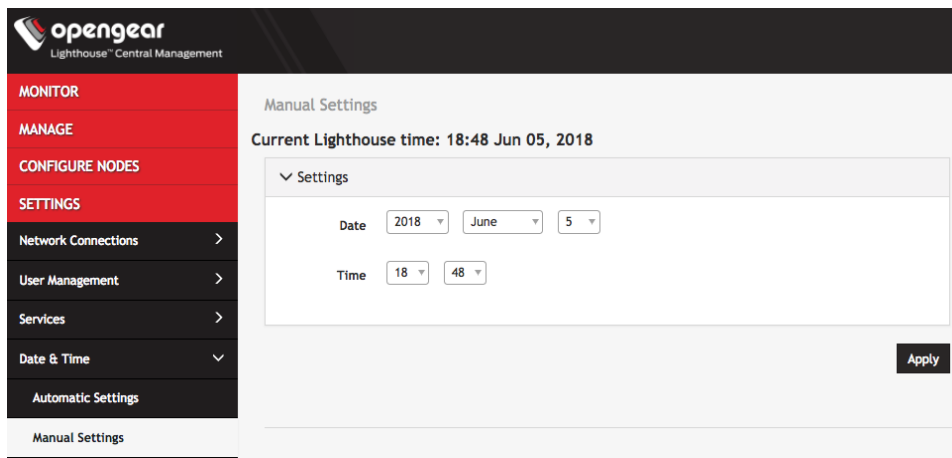 opengear
Lighthouse™ Central Management
MONITOR
MANAGE
CONFIGURE NODES
SETTINGS
Network Connections
User Management
Services
Date & Time
Automatic Settings
Manual Settings
Manual Settings
Current Lighthouse time: 18:48 Jun 05, 2018
Settings
Date 2018 June 5
Time 18 48
Apply